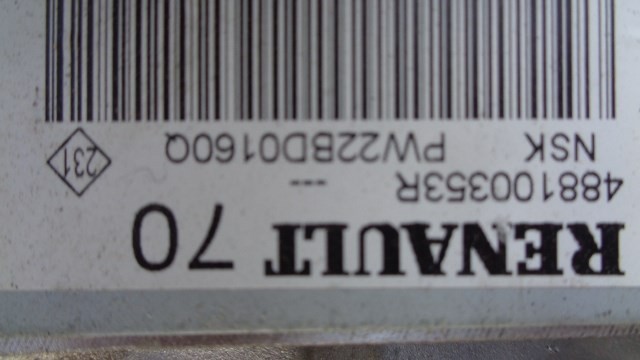 RENAULT 70
488100353R ---
NSK PW22BD0160Q
231